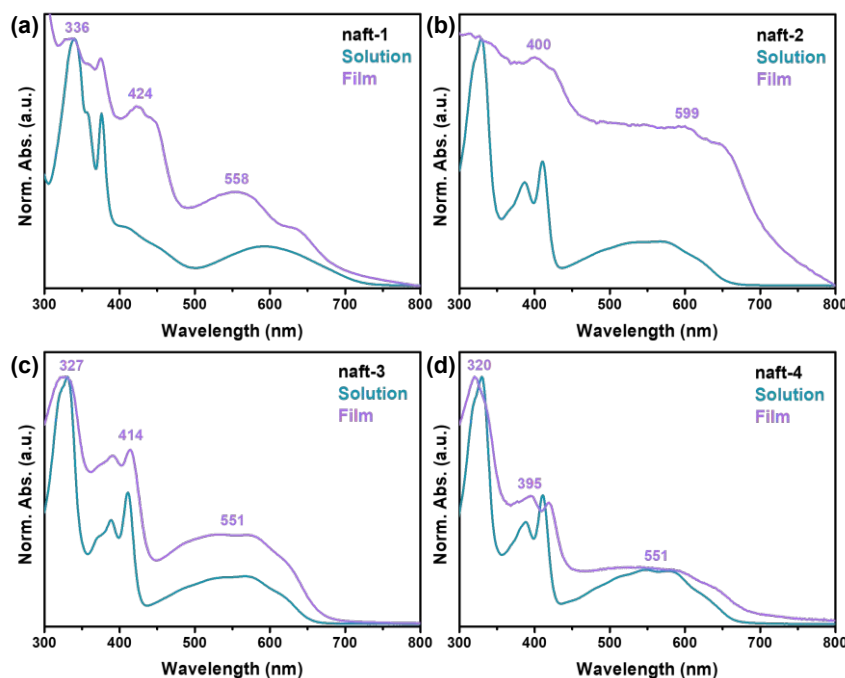 (a)
naft-1
Solution
Film
336
424
558
Norm. Abs. (a.u.)
300 400 500 600 700 800
Wavelength (nm)
(b)
naft-2
Solution
Film
400
599
Norm. Abs. (a.u.)
300 400 500 600 700 800
Wavelength (nm)
(c)
naft-3
Solution
Film
327
414
551
Norm. Abs. (a.u.)
300 400 500 600 700 800
Wavelength (nm)
(d)
naft-4
Solution
Film
320
395
551
Norm. Abs. (a.u.)
300 400 500 600 700 800
Wavelength (nm)